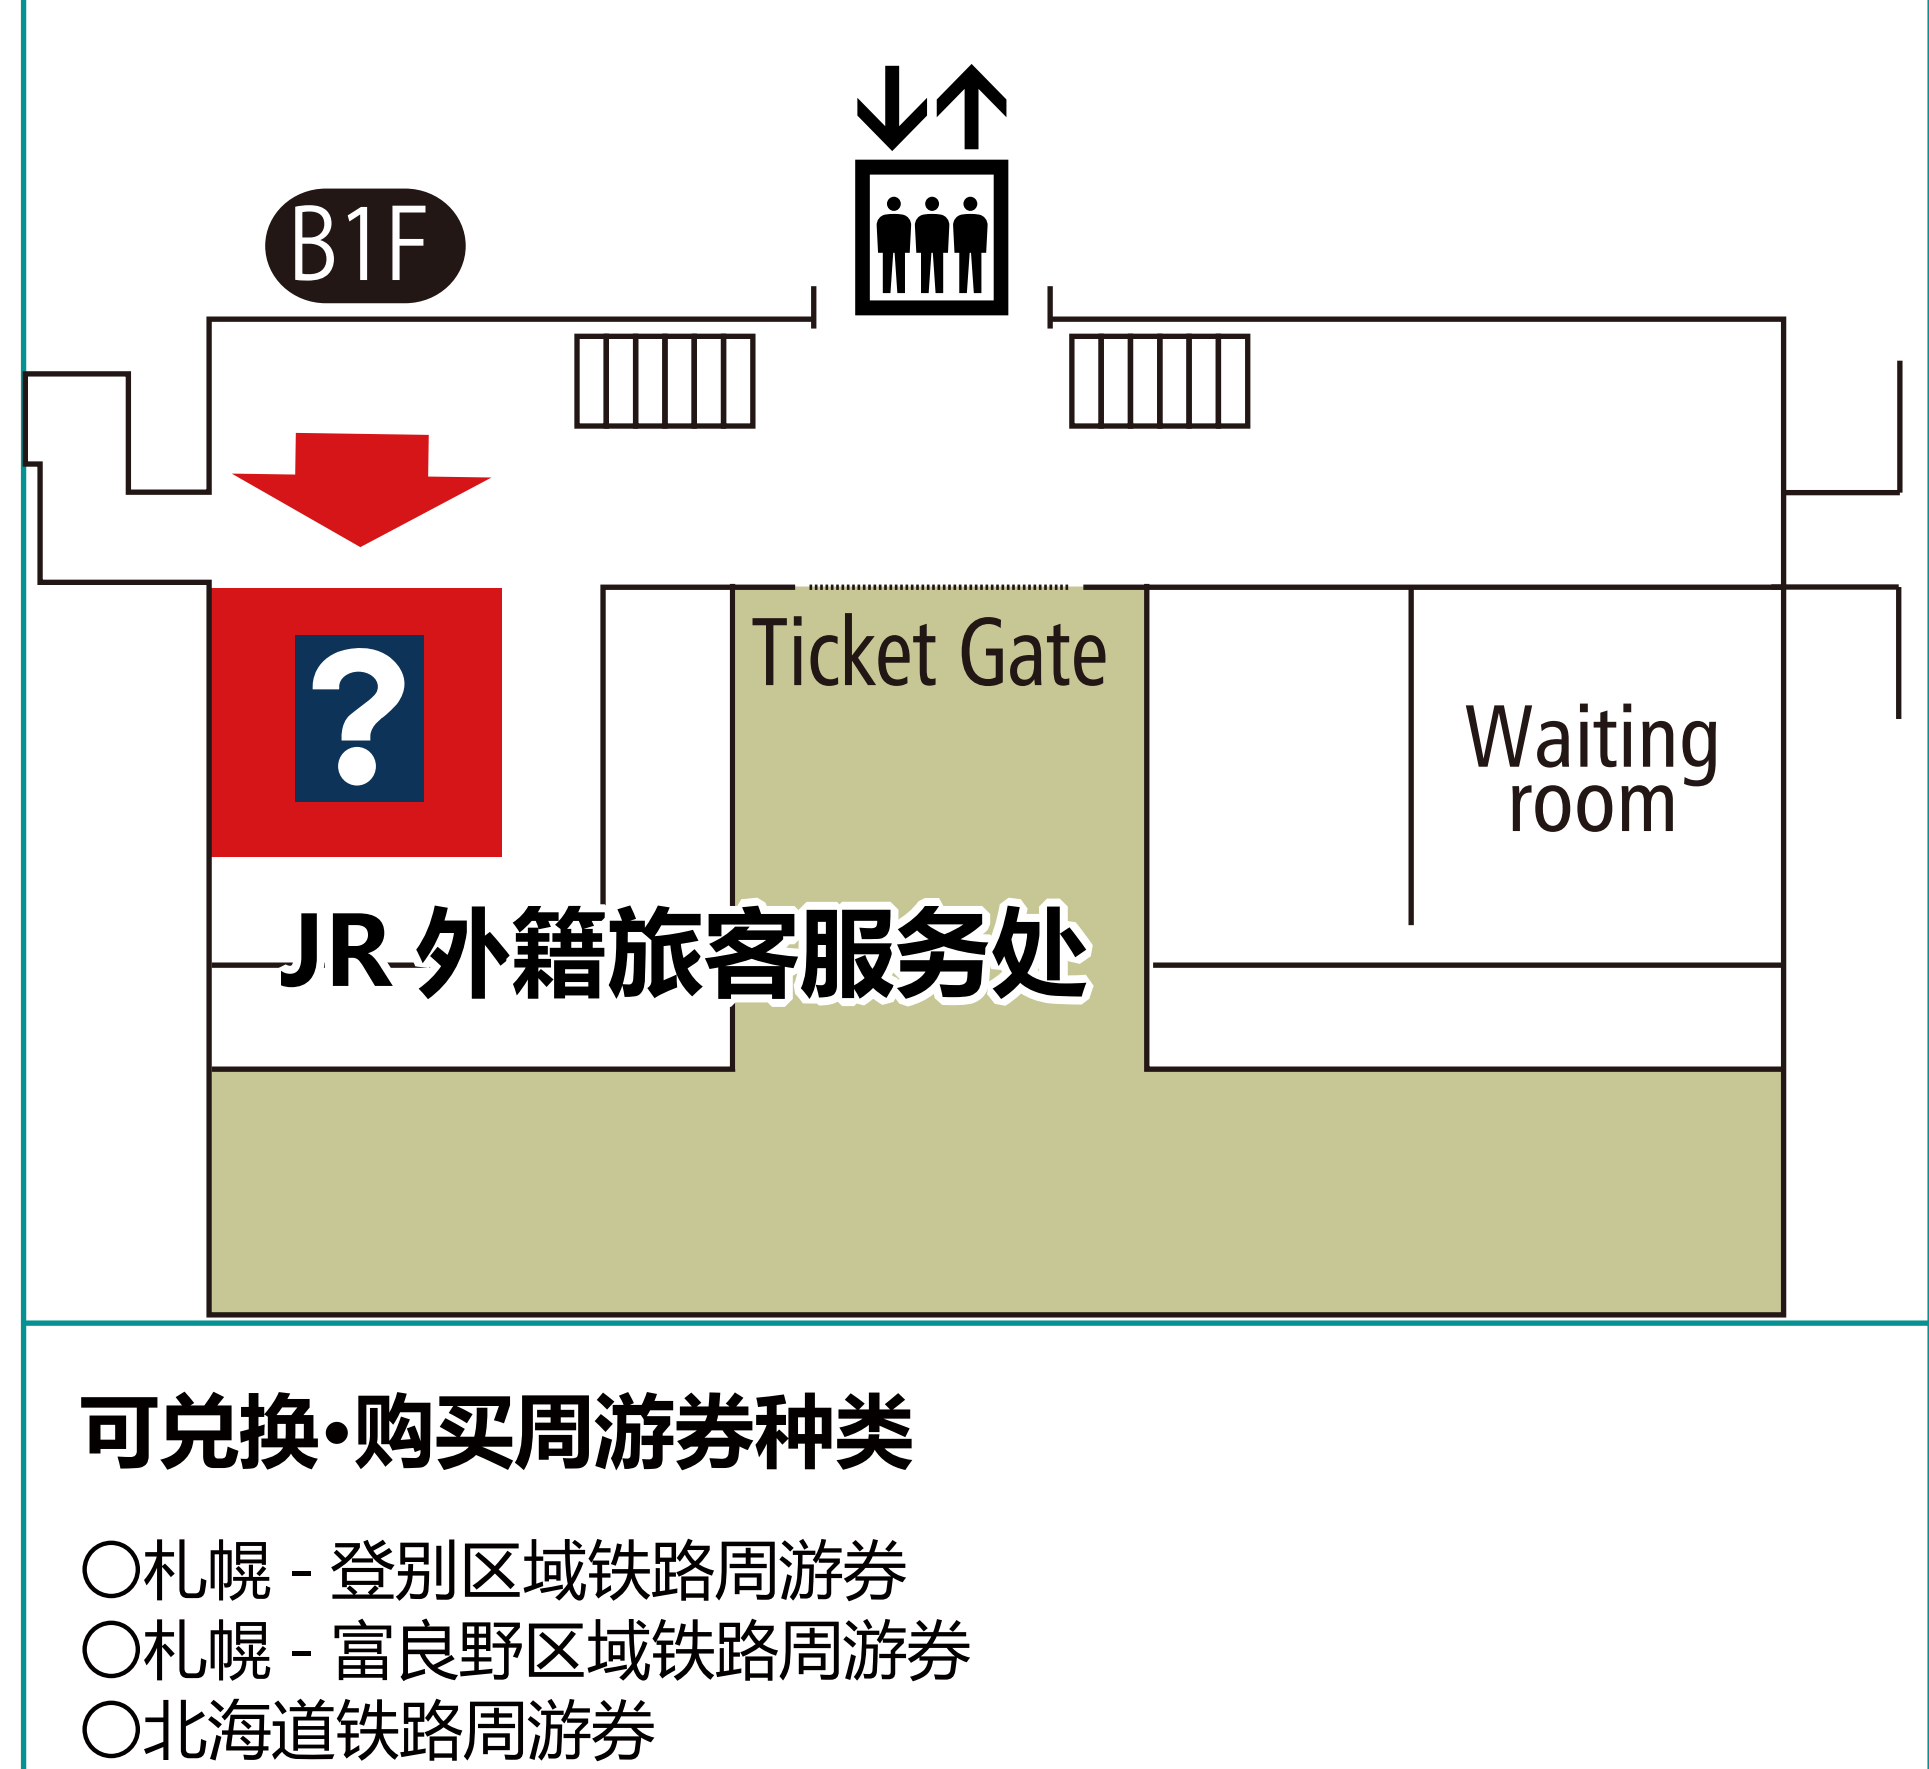 B1F
Ticket Gate
Waiting
room
?
JR 外籍旅客服务处
可兑换•购买周游券种类
○札幌 - 登别区域铁路周游券
○札幌 - 富良野区域铁路周游券
○北海道铁路周游券